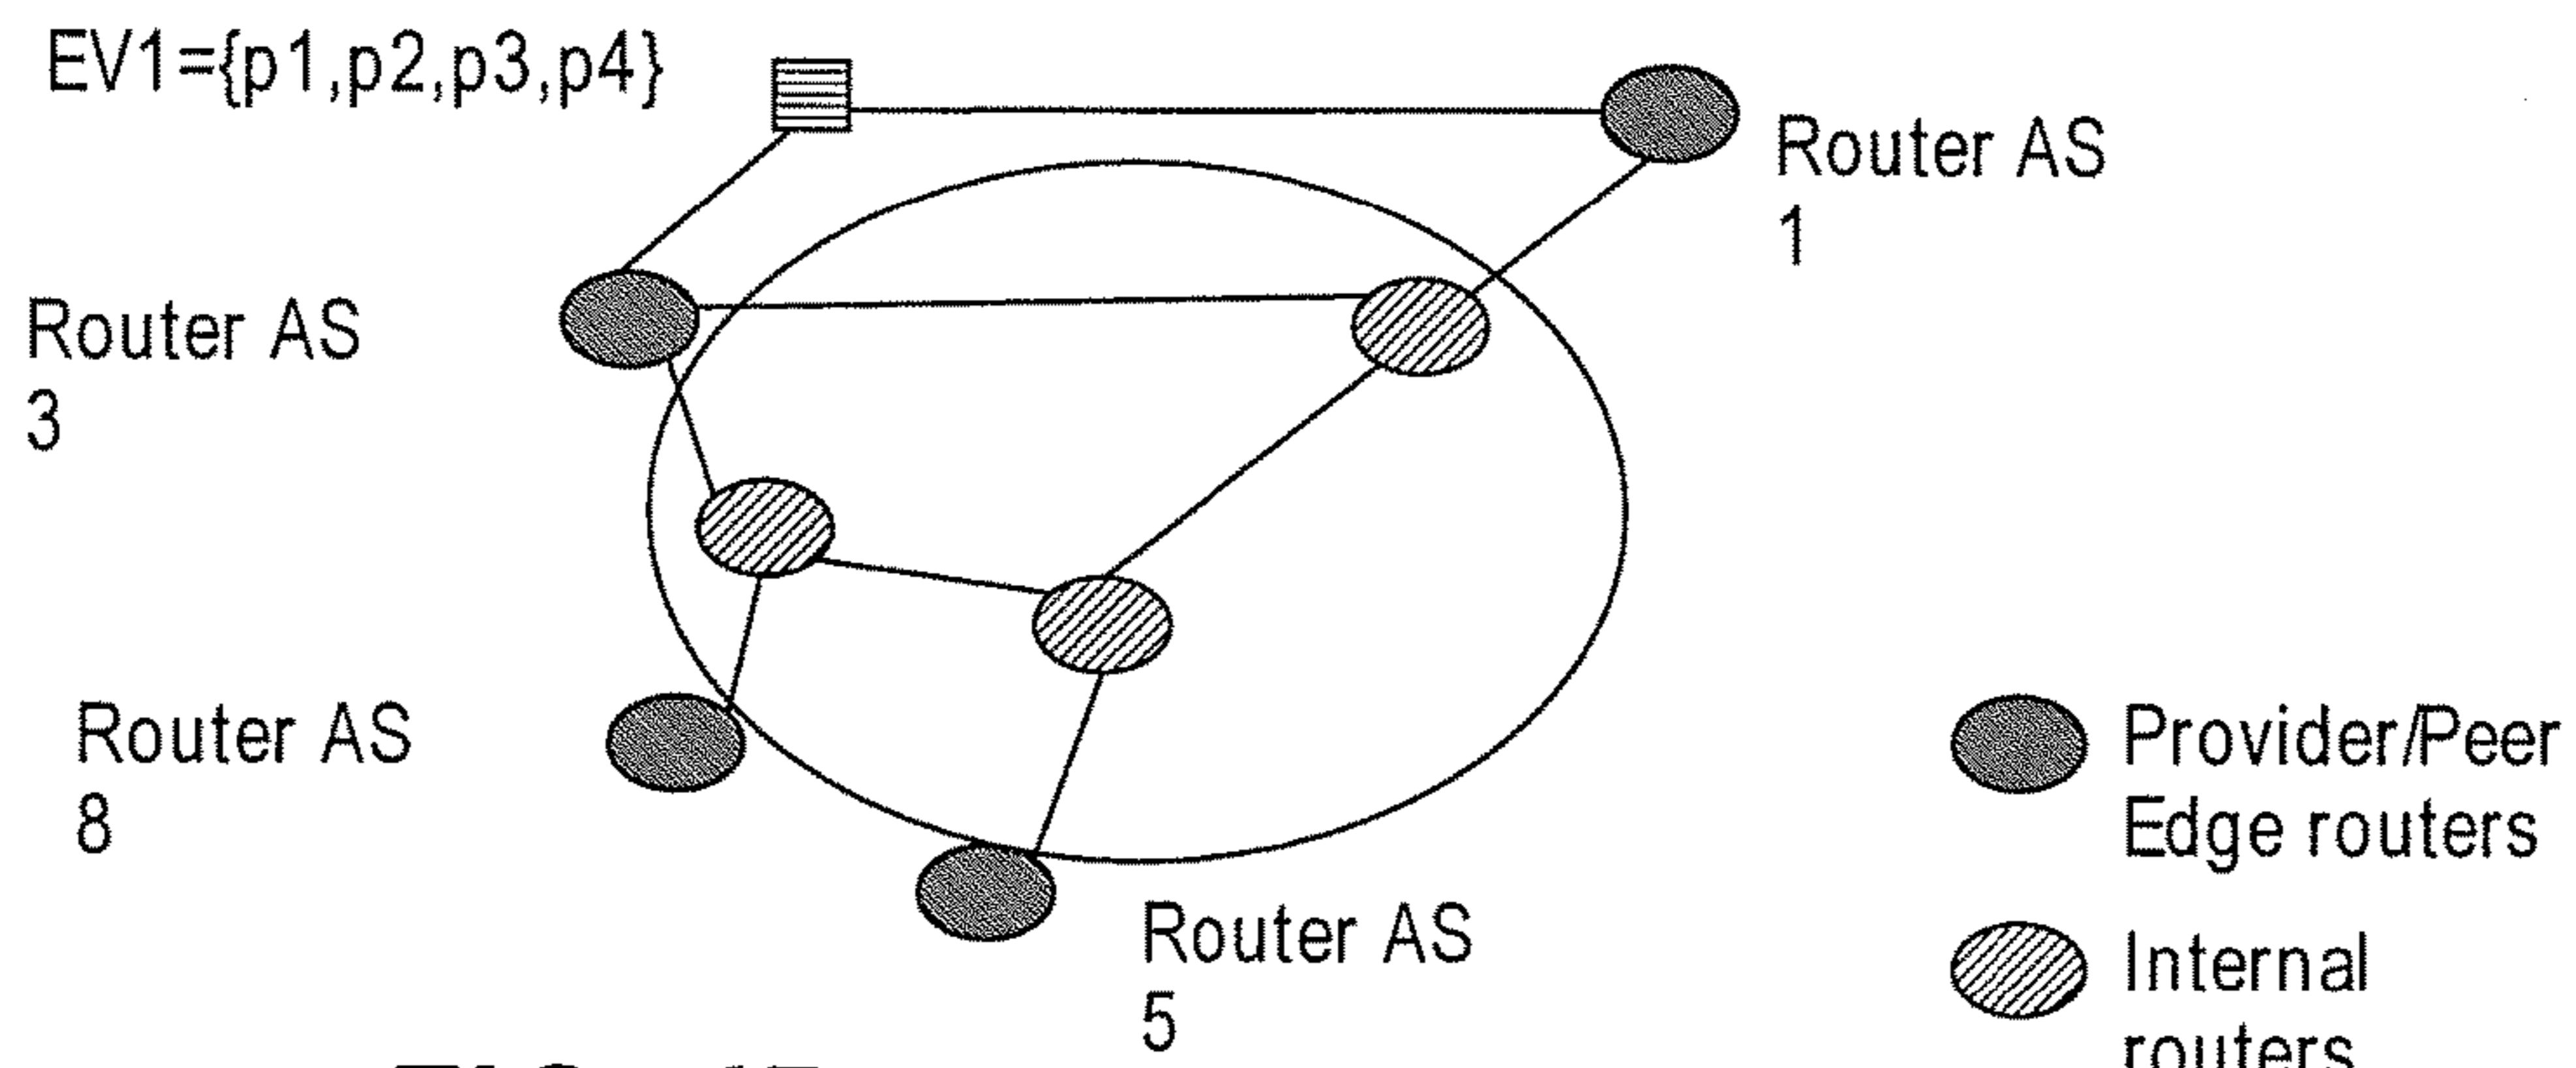 EV1={p1,p2,p3,p4}
Router AS
1
Router AS
3
Router AS
8
Router AS
5
Provider/Peer
Edge routers
Internal
routers